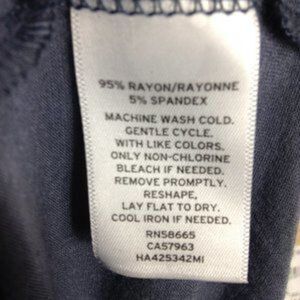 95% RAYON/RAYONNE
5% SPANDEX
MACHINE WASH COLD.
GENTLE CYCLE.
WITH LIKE COLORS.
ONLY NON-CHLORINE
BLEACH IF NEEDED.
REMOVE PROMPTLY.
RESHAPE,
LAY FLAT TO DRY.
COOL IRON IF NEEDED.
RN58665
CA57963
HA425342MI